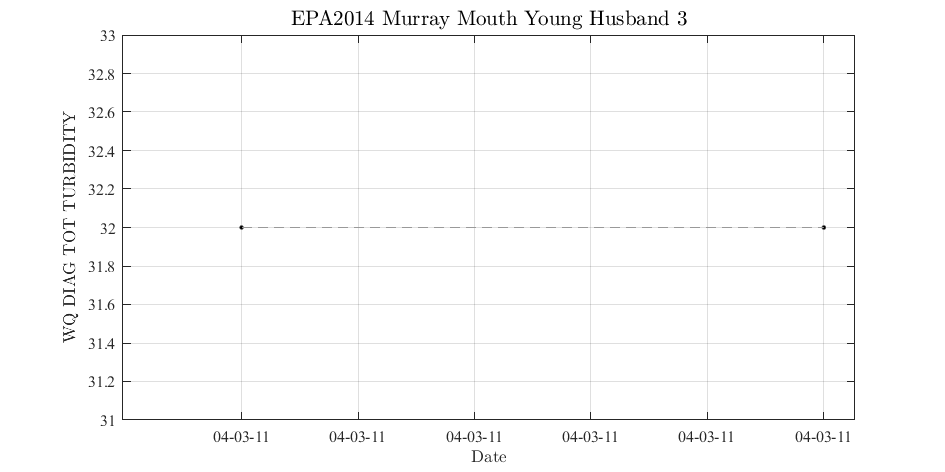 EPA2014 Murray Mouth Young Husband 3
33
32.8
32.6
32.4
32.2
32
31.8
31.6
31.4
31.2
31
WQ DIAG TOT TURBIDITY
04-03-11 04-03-11 04-03-11 04-03-11 04-03-11 04-03-11
Date